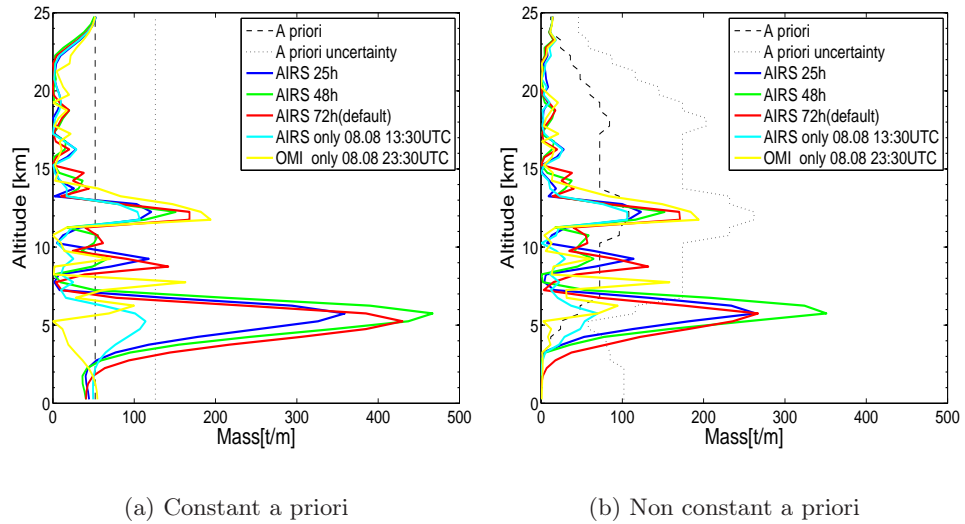 25
20
15
10
5
0
0 100 200 300 400 500
Altitude [km]
Mass[t/m]
A priori
A priori uncertainty
AIRS 25h
AIRS 48h
AIRS 72h(default)
AIRS only 08.08 13:30UTC
OMI only 08.08 23:30UTC
(a) Constant a priori
25
20
15
10
5
0
0 100 200 300 400 500
Altitude [km]
Mass[t/m]
A priori
A priori uncertainty
AIRS 25h
AIRS 48h
AIRS 72h(default)
AIRS only 08.08 13:30UTC
OMI only 08.08 23:30UTC
(b) Non constant a priori